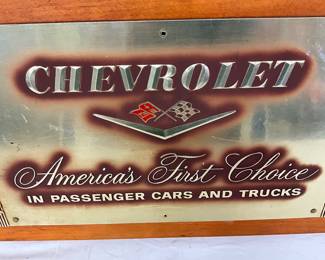 CHEVROLET
America's First Choice
IN PASSENGER CARS AND TRUCKS